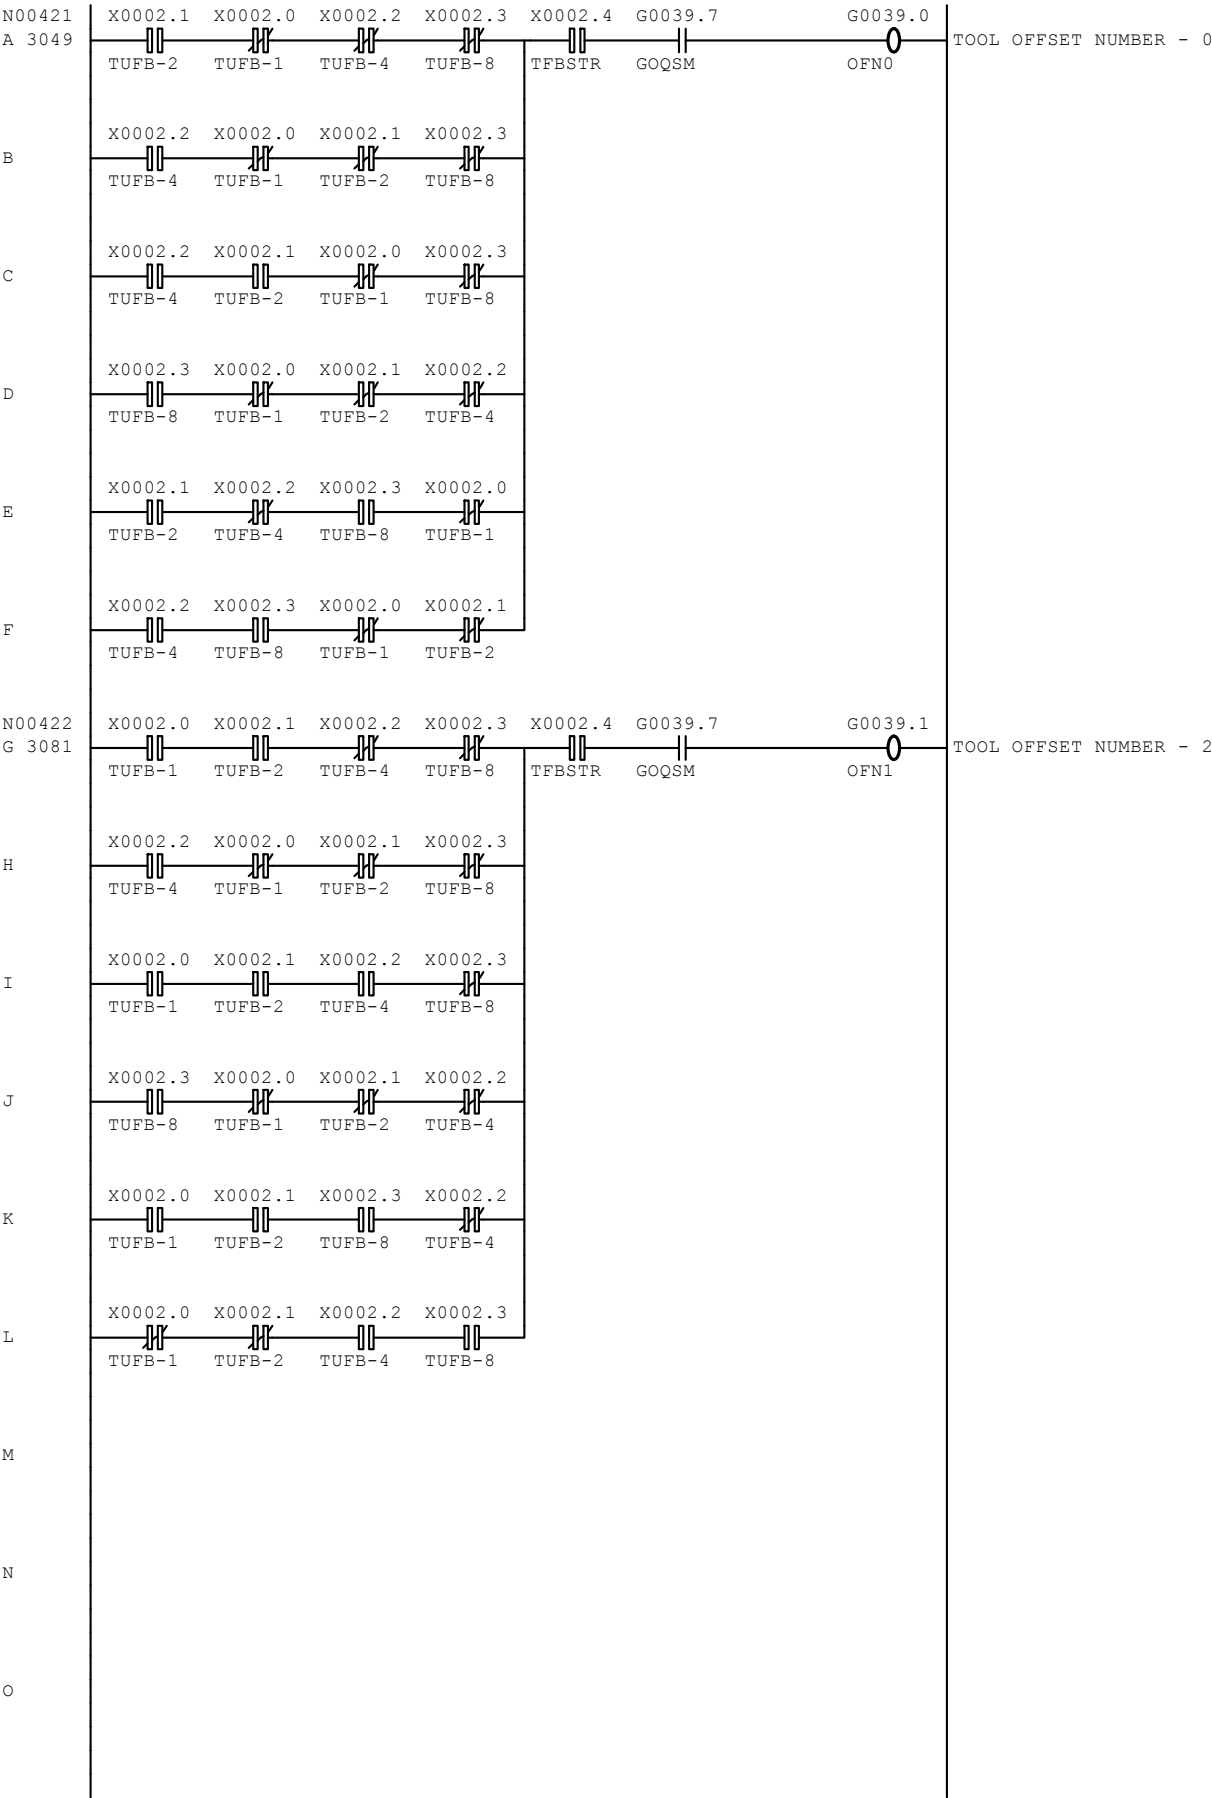 N00421 X0002.1 X0002.0 X0002.2 X0002.3 X0002.4 G0039.7 G0039.0
A 3049 TOOL OFFSET NUMBER - 0
TUFB-2 TUFB-1 TUFB-4 TUFB-8 TFBSTR GOQSM OFN0
X0002.2 X0002.0 X0002.1 X0002.3
B
TUFB-4 TUFB-1 TUFB-2 TUFB-8
X0002.2 X0002.1 X0002.0 X0002.3
C
TUFB-4 TUFB-2 TUFB-1 TUFB-8
X0002.3 X0002.0 X0002.1 X0002.2
D
TUFB-8 TUFB-1 TUFB-2 TUFB-4
X0002.1 X0002.2 X0002.3 X0002.0
E
TUFB-2 TUFB-4 TUFB-8 TUFB-1
X0002.2 X0002.3 X0002.0 X0002.1
F
TUFB-4 TUFB-8 TUFB-1 TUFB-2
N00422 X0002.0 X0002.1 X0002.2 X0002.3 X0002.4 G0039.7 G0039.1
G 3081 TOOL OFFSET NUMBER - 2
TUFB-1 TUFB-2 TUFB-4 TUFB-8 TFBSTR GOQSM OFN1
X0002.2 X0002.0 X0002.1 X0002.3
H
TUFB-4 TUFB-1 TUFB-2 TUFB-8
X0002.0 X0002.1 X0002.2 X0002.3
I
TUFB-1 TUFB-2 TUFB-4 TUFB-8
X0002.3 X0002.0 X0002.1 X0002.2
J
TUFB-8 TUFB-1 TUFB-2 TUFB-4
X0002.0 X0002.1 X0002.3 X0002.2
K
TUFB-1 TUFB-2 TUFB-8 TUFB-4
X0002.0 X0002.1 X0002.2 X0002.3
L
TUFB-1 TUFB-2 TUFB-4 TUFB-8
M
N
O